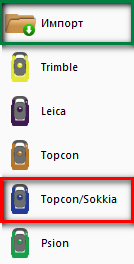 Импорт
Trimble
Leica
Topcon
Topcon/Sokkia
Psion